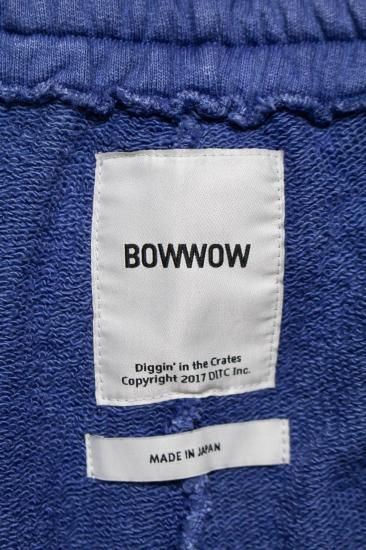 BOWWOW
Diggin' in the Crates
Copyright 2017 DITC Inc.
MADE IN JAPAN